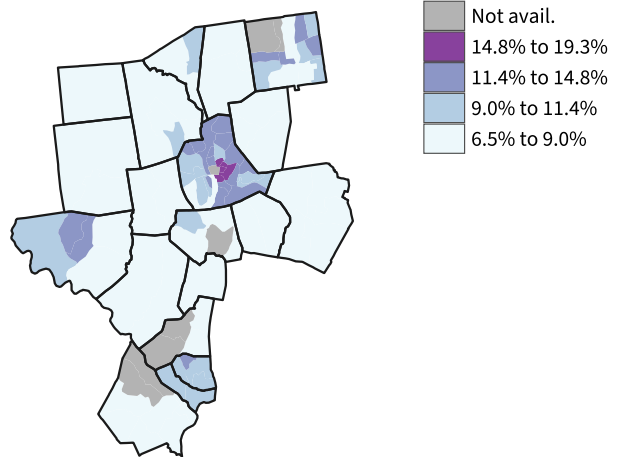 Not avail.
14.8% to 19.3%
11.4% to 14.8%
9.0% to 11.4%
6.5% to 9.0%